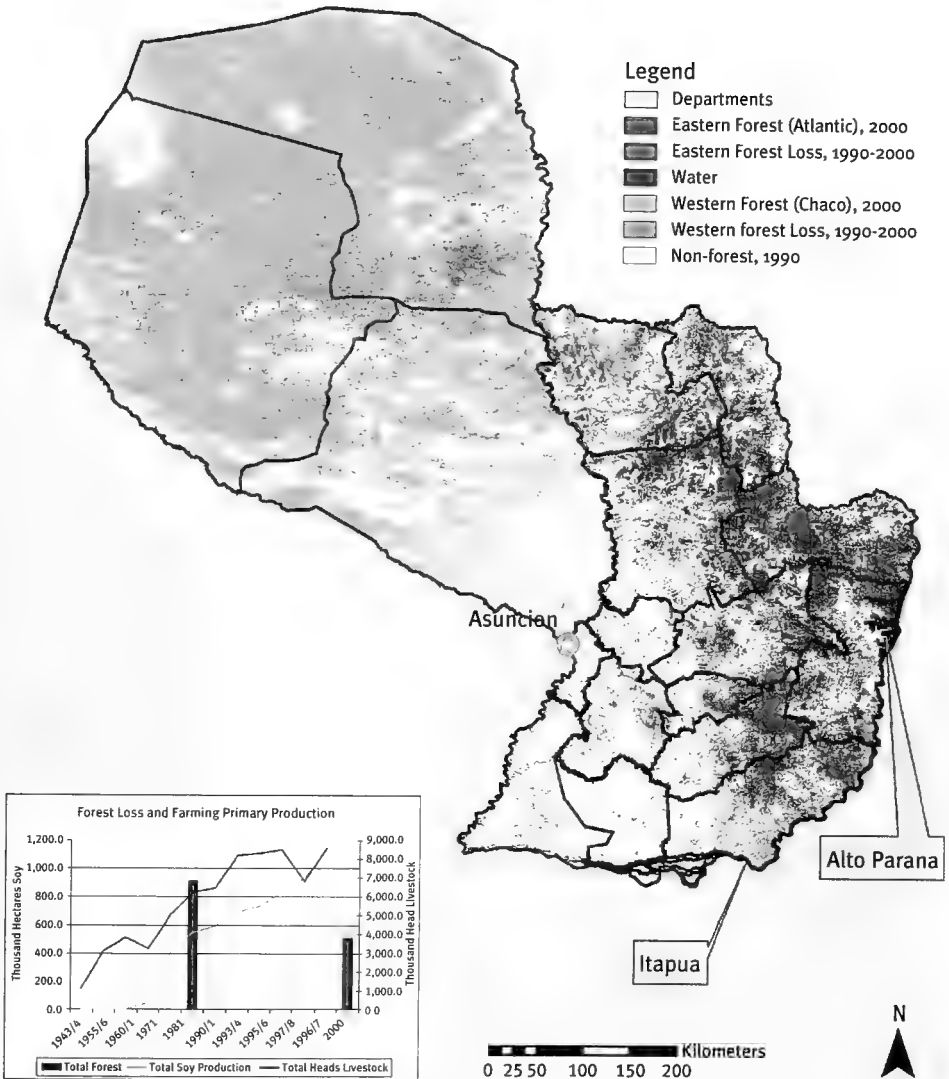 Legend
Departments
Eastern Forest (Atlantic), 2000
Eastern Forest Loss, 1990-2000
Water
Western Forest (Chaco), 2000
Western forest Loss, 1990-2000
Non-forest, 1990
Asuncion
Alto Parana
Itapua
Forest Loss and Farming Primary Production
Thousand Hectares Soy
1,200.0
1,000.0
800.0
600.0
400.0
200.0
0.0
9,000.0
8,000.0
7,000.0
6,000.0
5,000.0
4,000.0
3,000.0
2,000.0
1,000.0
0 0
Thousand Head Livestock
1943/4
1955/6
1960/1
1971
1981
1990/1
1993/4
1995/6
1997/8
1996/7
2000
Total Forest
Total Soy Production
Total Heads Livestock
N
Kilometers
0 25 50 100 150 200